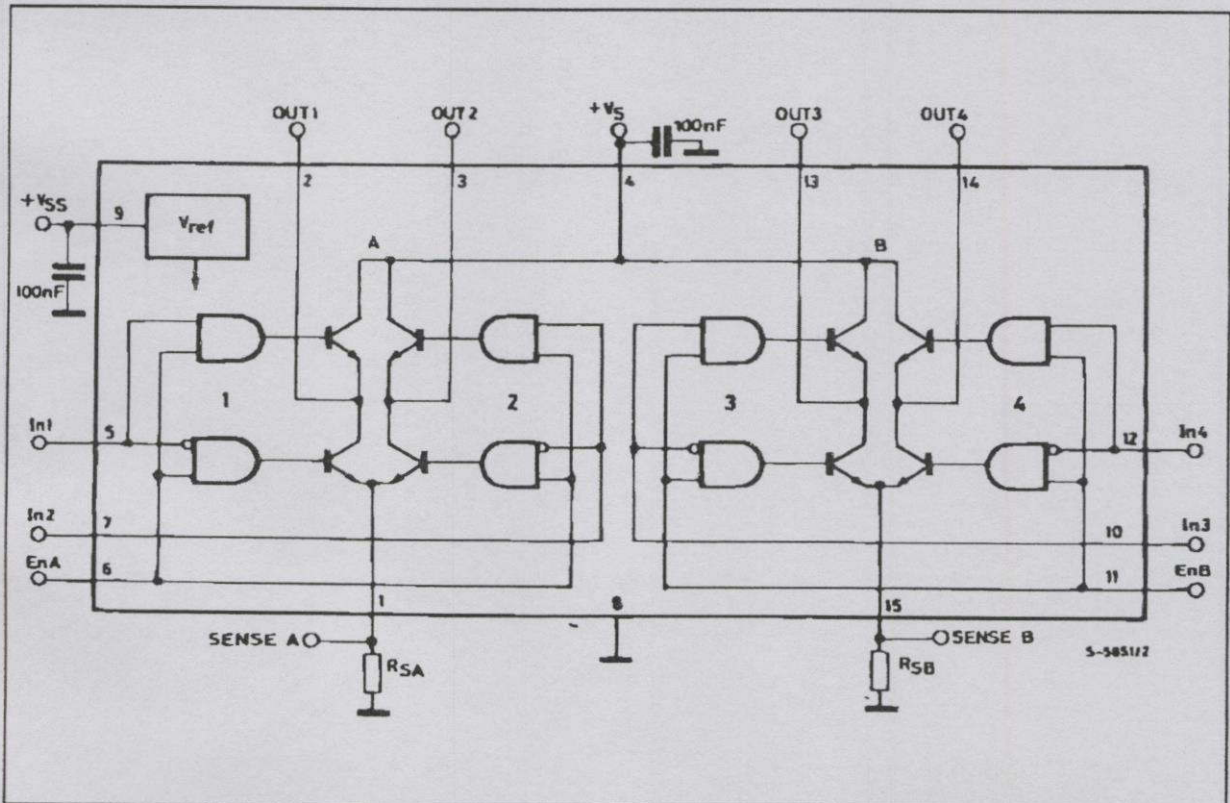 OUT1 OUT2 +VS 100nF OUT3 OUT4
2 3 4 13 14
+VSS 9 Vref A B
100nF
1 2 3 4
In1 5 12 In4
In2 7 10 In3
EnA 6 11 EnB
1 8 15
SENSE A SENSE B
RSA RSB S-5851/2